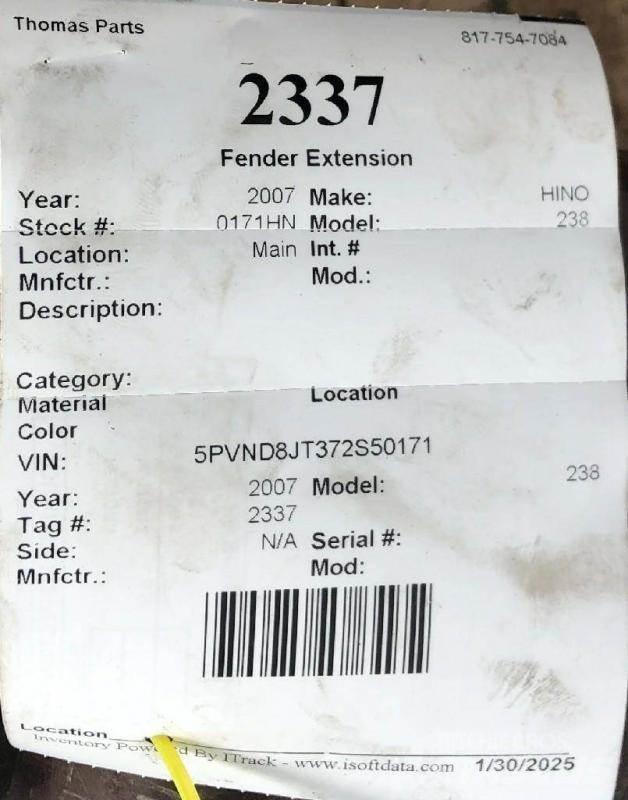 Thomas Parts 817-754-7084
2337
Fender Extension
Year: 2007 Make: HINO
Stock #: 0171HN Model: 238
Location: Main Int. #
Mnfctr.: Mod.:
Description:
Category:
Material Location
Color
VIN: 5PVND8JT372S50171
Year: 2007 Model: 238
Tag #: 2337
Side: N/A Serial #:
Mnfctr.: Mod:
Location
Inventory By ITrack - www.isoftdata.com 1/30/2025